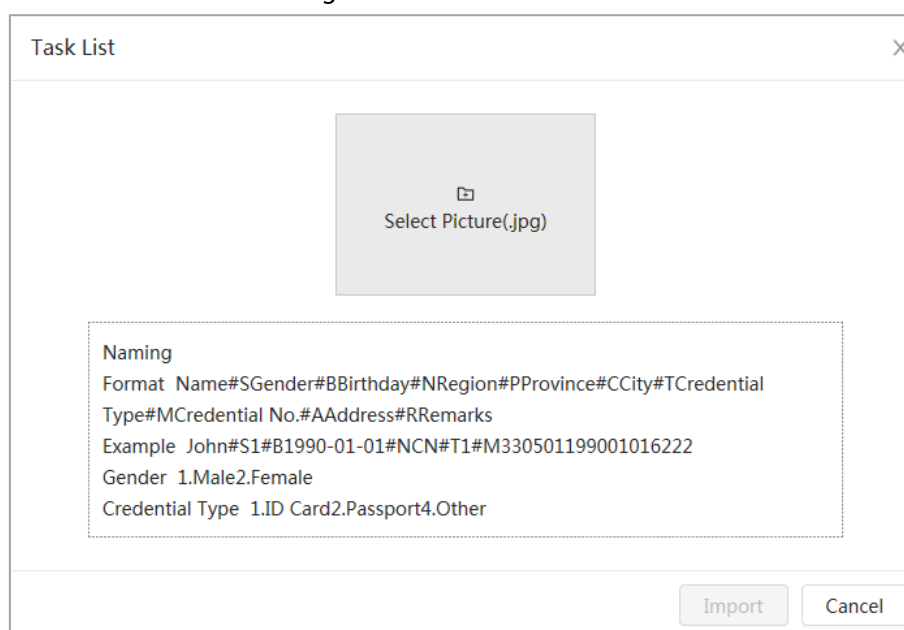 Task List
Select Picture(.jpg)
Naming
Format Name#SGender#BBirthday#NRegion#PProvince#CCity#TCredential
Type#MCredential No.#AAddress#RRemarks
Example John#S1#B1990-01-01#NCN#T1#M330501199001016222
Gender 1.Male2.Female
Credential Type 1.ID Card2.Passport4.Other
Import Cancel